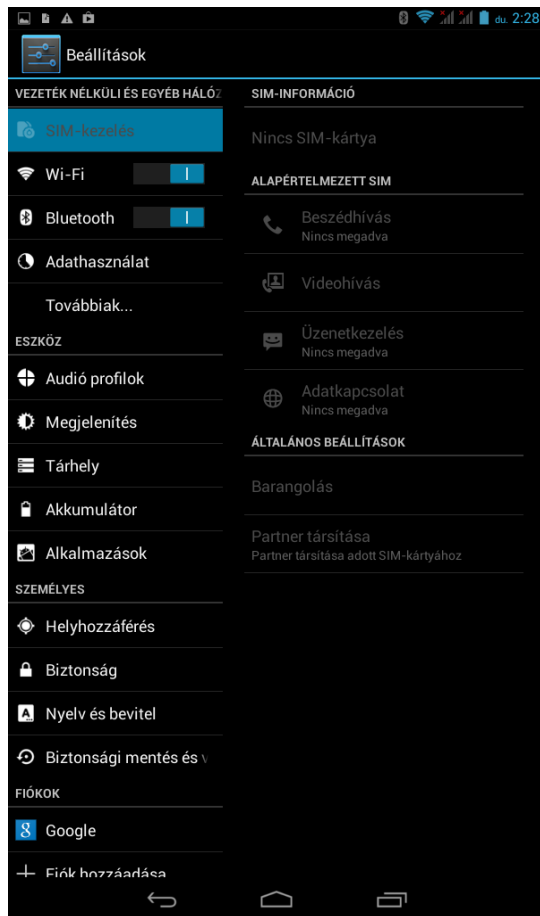 du. 2:28
Beállítások
VEZETÉK NÉLKÜLI ÉS EGYÉB HÁLÓZ
SIM-kezelés
Wi-Fi
Bluetooth
Adathasználat
Továbbiak...
ESZKÖZ
Audió profilok
Megjelenítés
Tárhely
Akkumulátor
Alkalmazások
SZEMÉLYES
Helyhozzáférés
Biztonság
Nyelv és bevitel
Biztonsági mentés és v
FIÓKOK
Google
Fiók hozzáadása
SIM-INFORMÁCIÓ
Nincs SIM-kártya
ALAPÉRTELMEZETT SIM
Beszédhívás
Nincs megadva
Videohívás
Üzenetkezelés
Nincs megadva
Adatkapcsolat
Nincs megadva
ÁLTALÁNOS BEÁLLÍTÁSOK
Barangolás
Partner társítása
Partner társítása adott SIM-kártyához